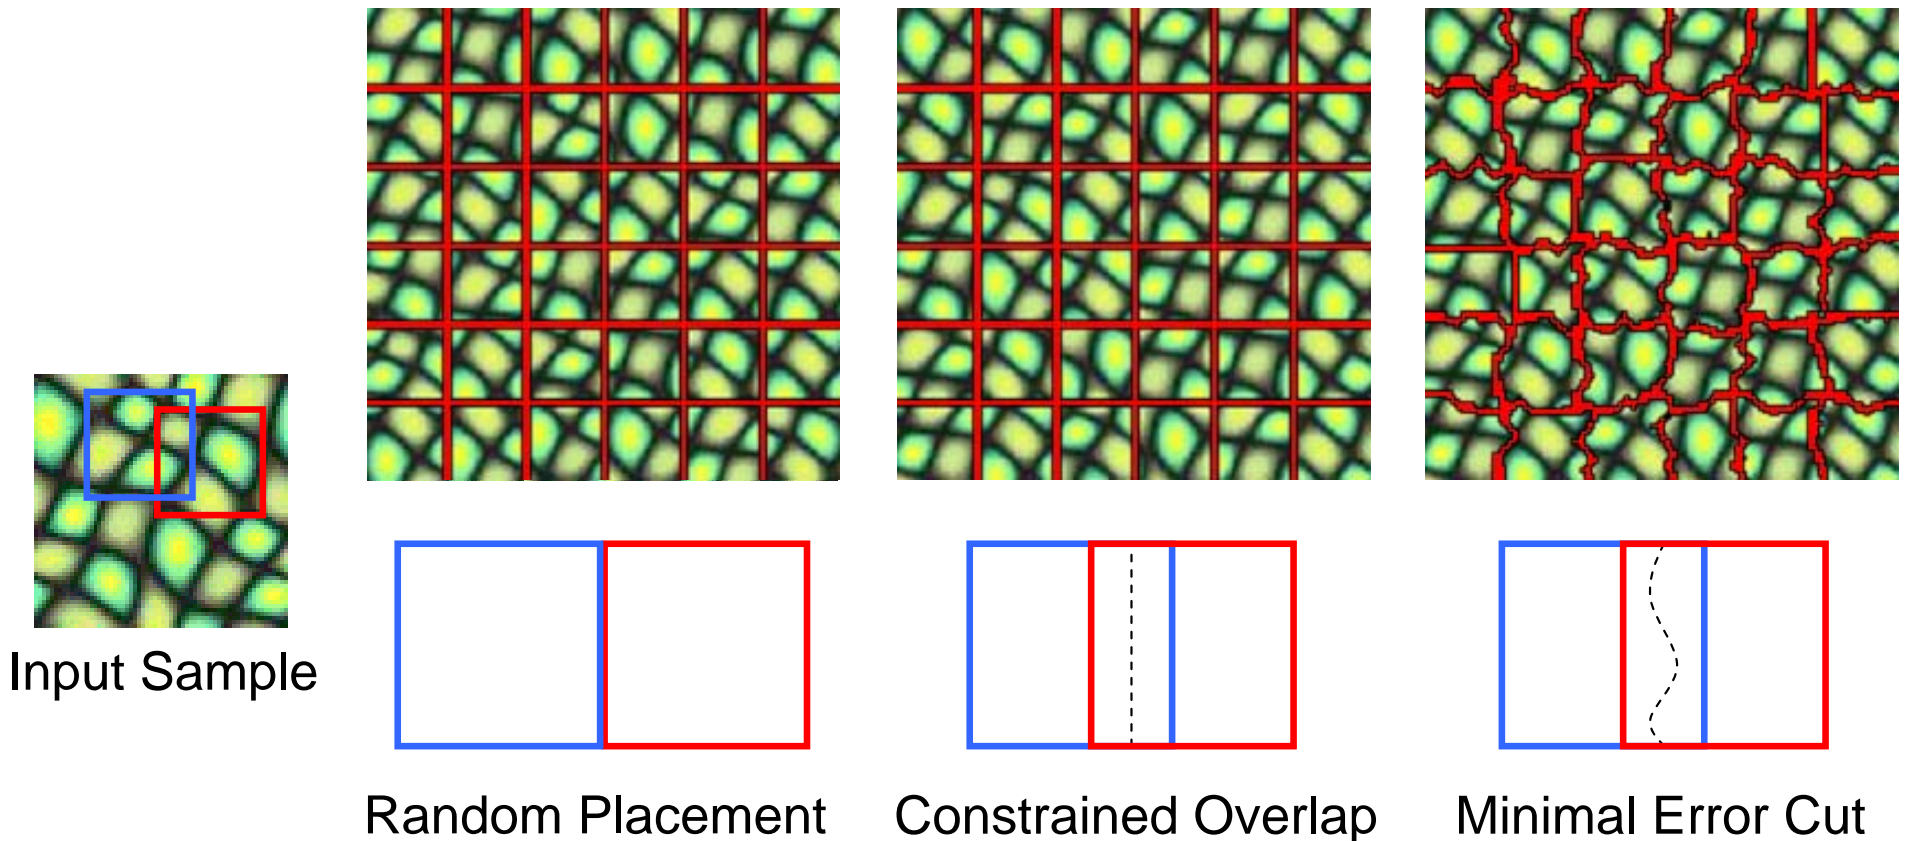 Input Sample
Random Placement
Constrained Overlap
Minimal Error Cut